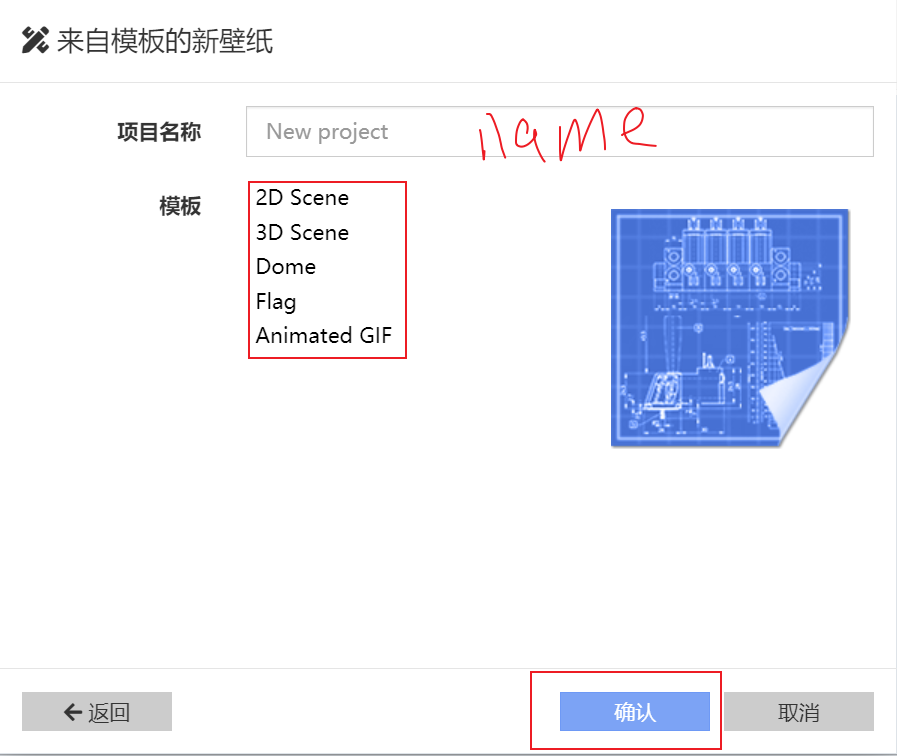 来自模板的新壁纸
项目名称
New project
name
模板
2D Scene
3D Scene
Dome
Flag
Animated GIF
返回
确认
取消